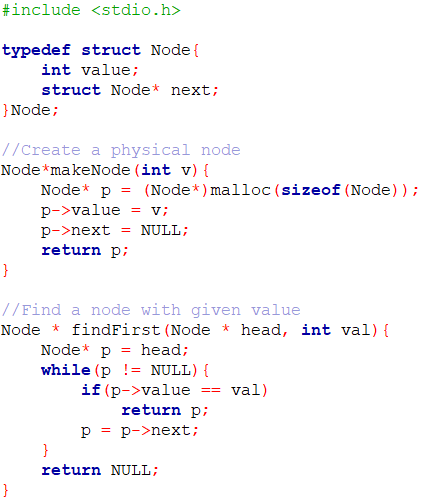 #include <stdio.h>
typedef struct Node{
    int value;
    struct Node* next;
}Node;
//Create a physical node
Node*makeNode(int v){
    Node* p = (Node*)malloc(sizeof(Node));
    p->value = v;
    p->next = NULL;
    return p;
}
//Find a node with given value
Node * findFirst(Node * head, int val){
    Node* p = head;
    while(p != NULL){
        if(p->value == val)
            return p;
        p = p->next;
    }
    return NULL;
}